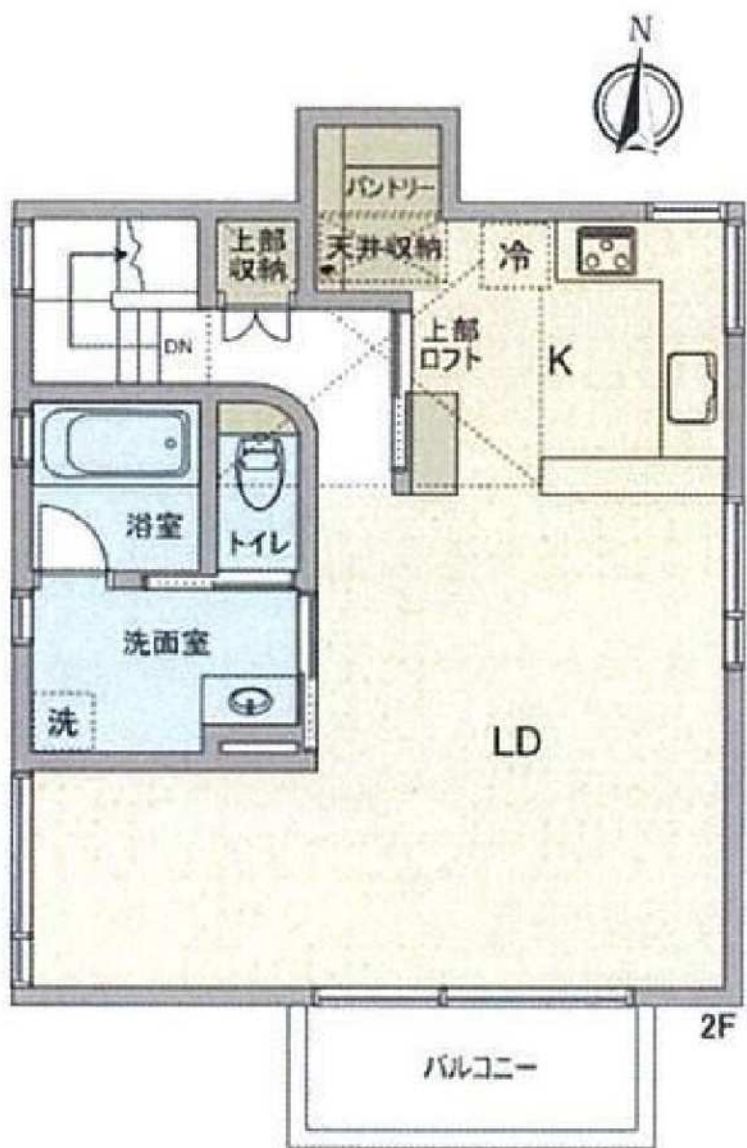 N
パントリー
上部
収納
天井収納
冷
DN
上部
ロフト
K
浴室
トイレ
洗面室
洗
LD
2F
バルコニー